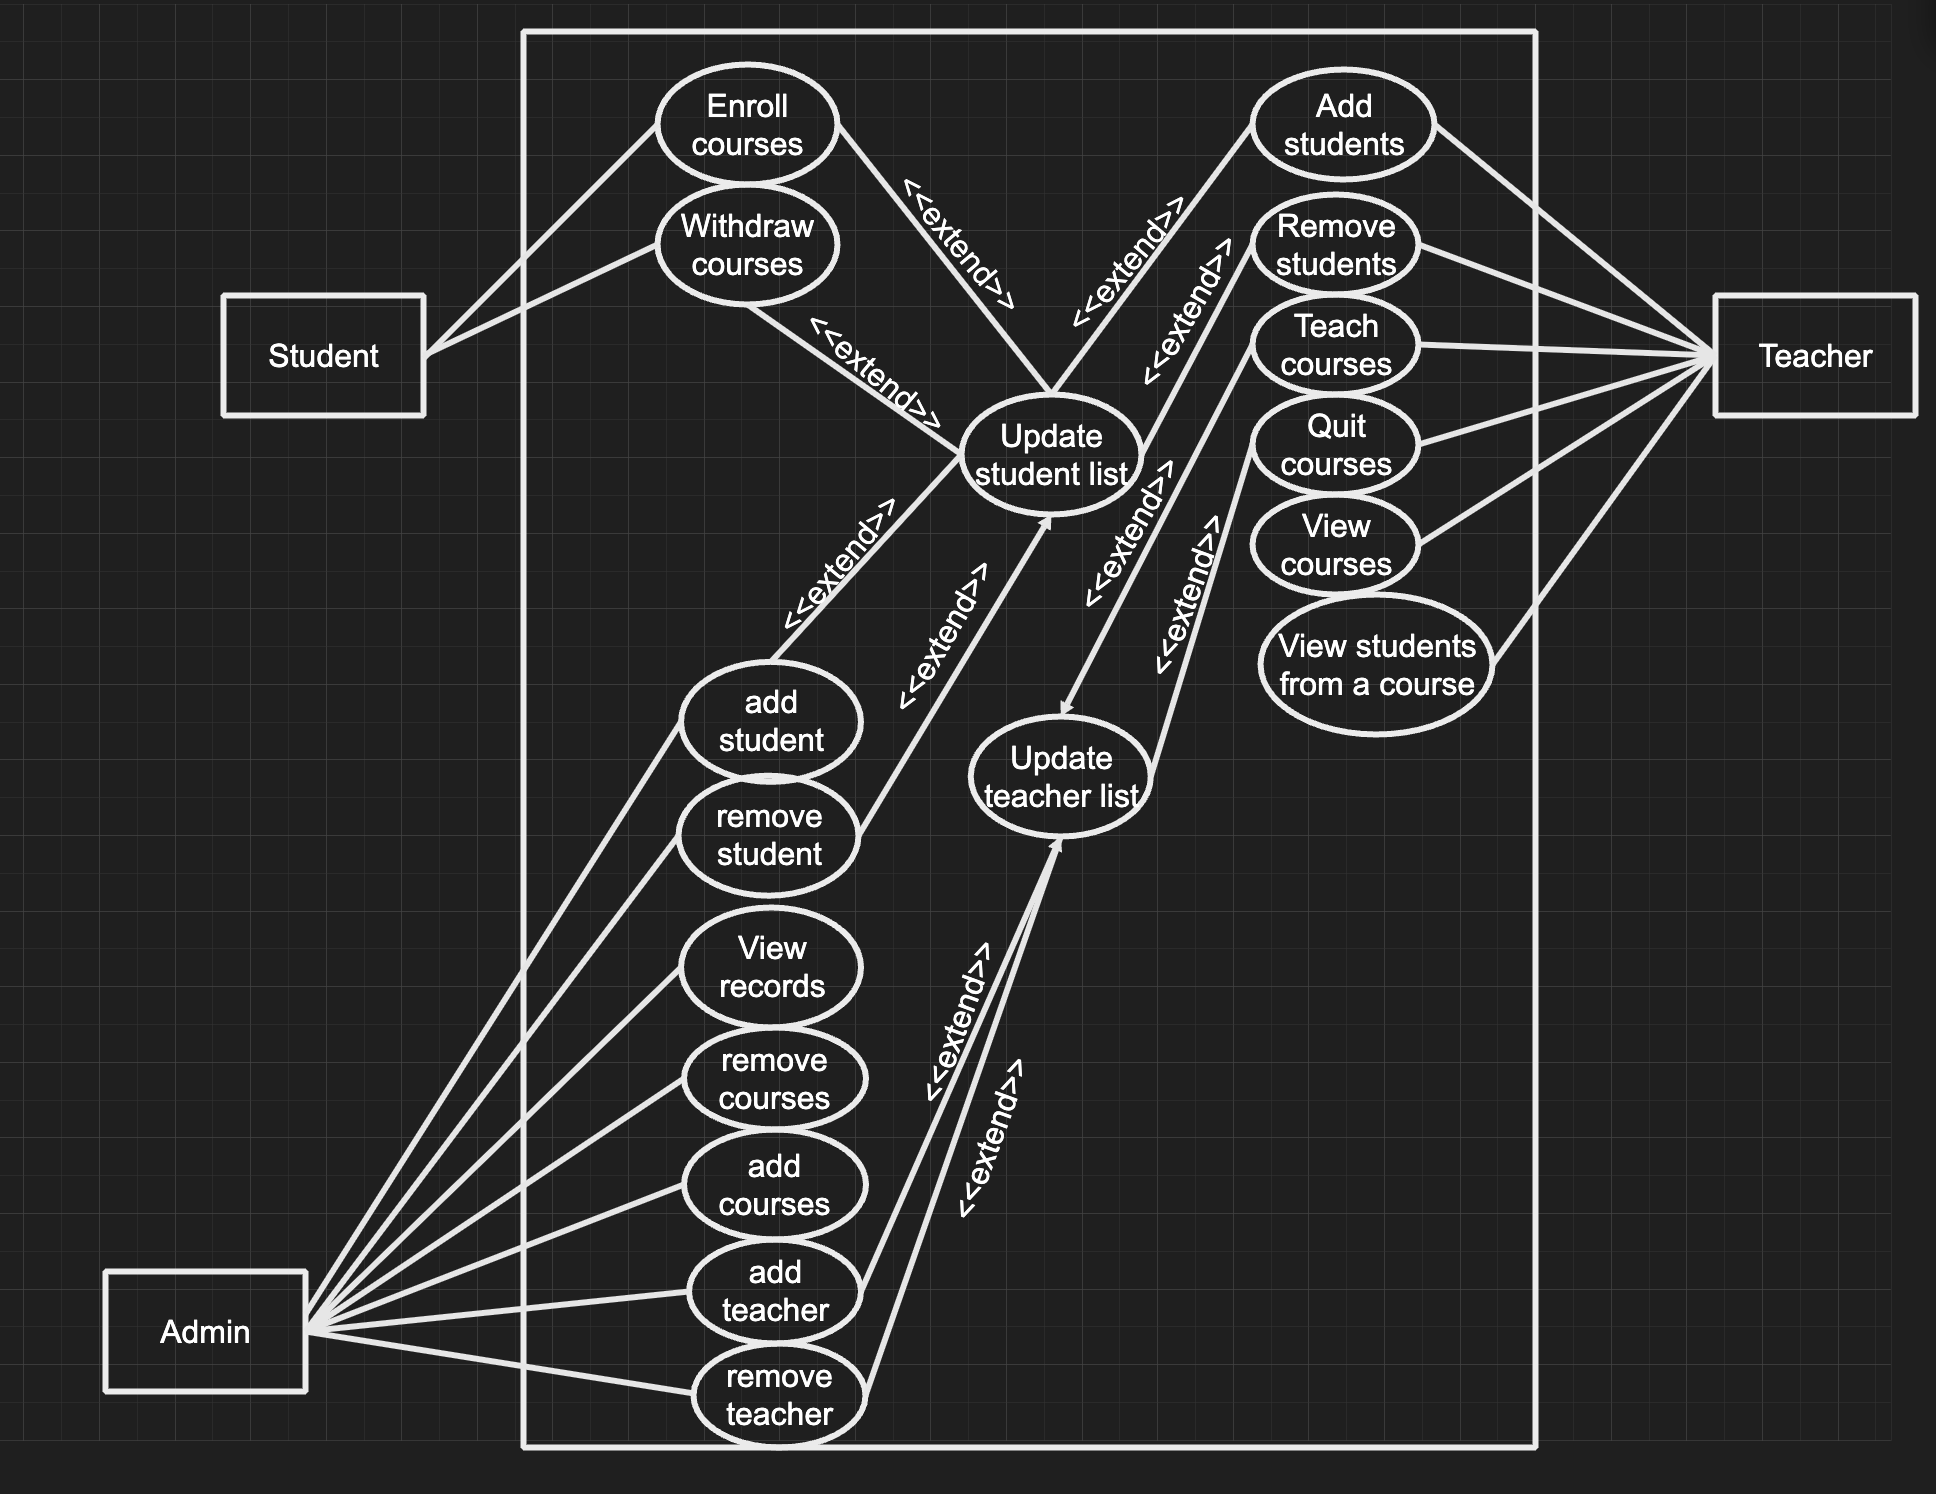 Enroll
courses
Add
students
Withdraw
courses
<<extend>>
<<extend>>
Remove
students
<<extend>>
Student
<<extend>>
Teach
courses
Teacher
Update
student list
Quit
courses
<<extend>>
<<extend>>
<<extend>>
<<extend>>
View
courses
View students
from a course
add
student
Update
teacher list
remove
student
View
records
<<extend>>
remove
courses
<<extend>>
add
courses
add
teacher
Admin
remove
teacher